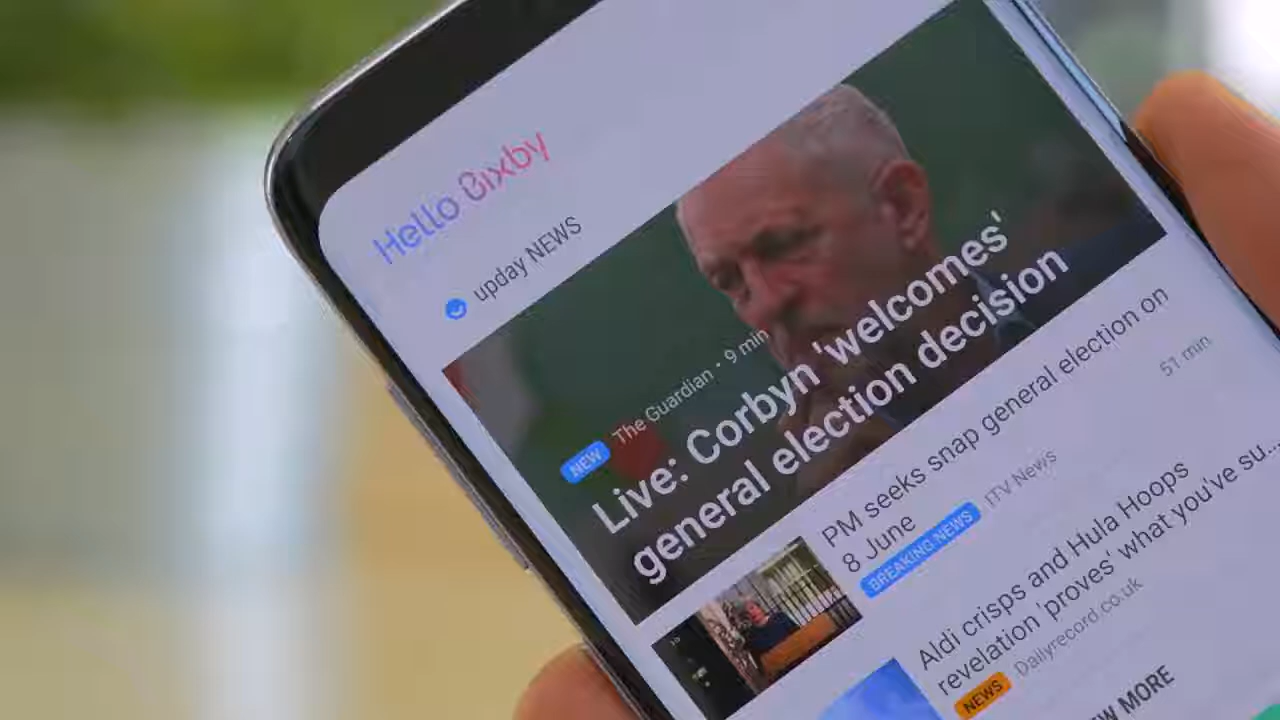 Hello Bixby
upday NEWS
NEW The Guardian • 9 min
Live: Corbyn 'welcomes'
general election decision
PM seeks snap general election on
8 June
51 min
BREAKING NEWS ITV News
Aldi crisps and Hula Hoops
revelation 'proves' what you've su...
NEWS Dailyrecord.co.uk
MORE